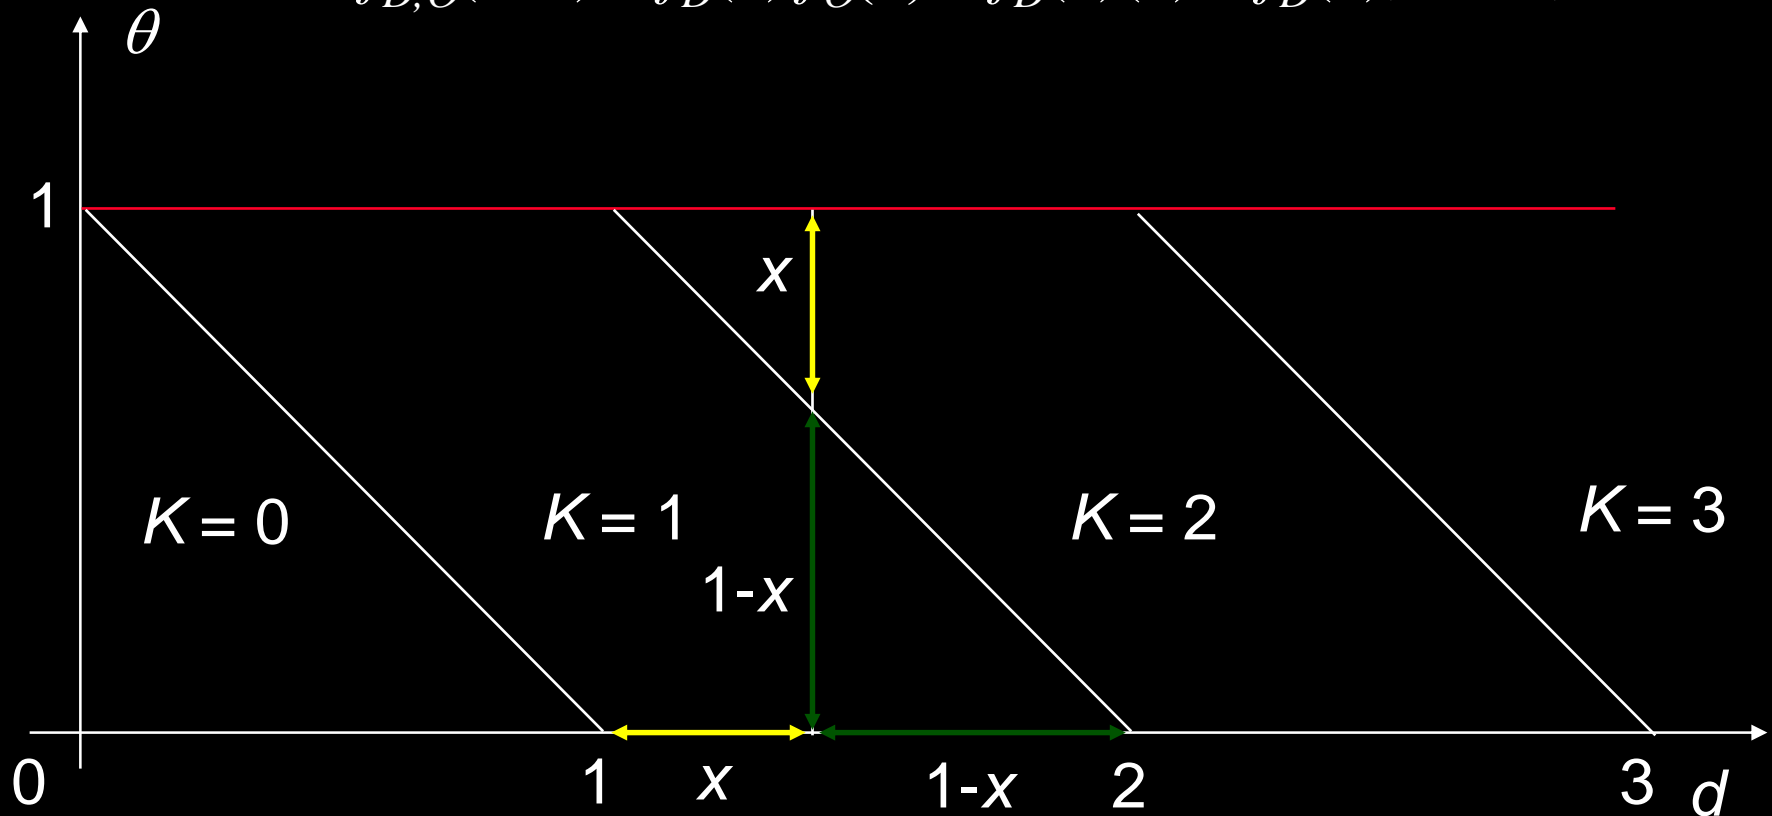 θ
1
x
K = 0
K = 1
K = 2
K = 3
1-x
0
1
x
1-x
2
3
d